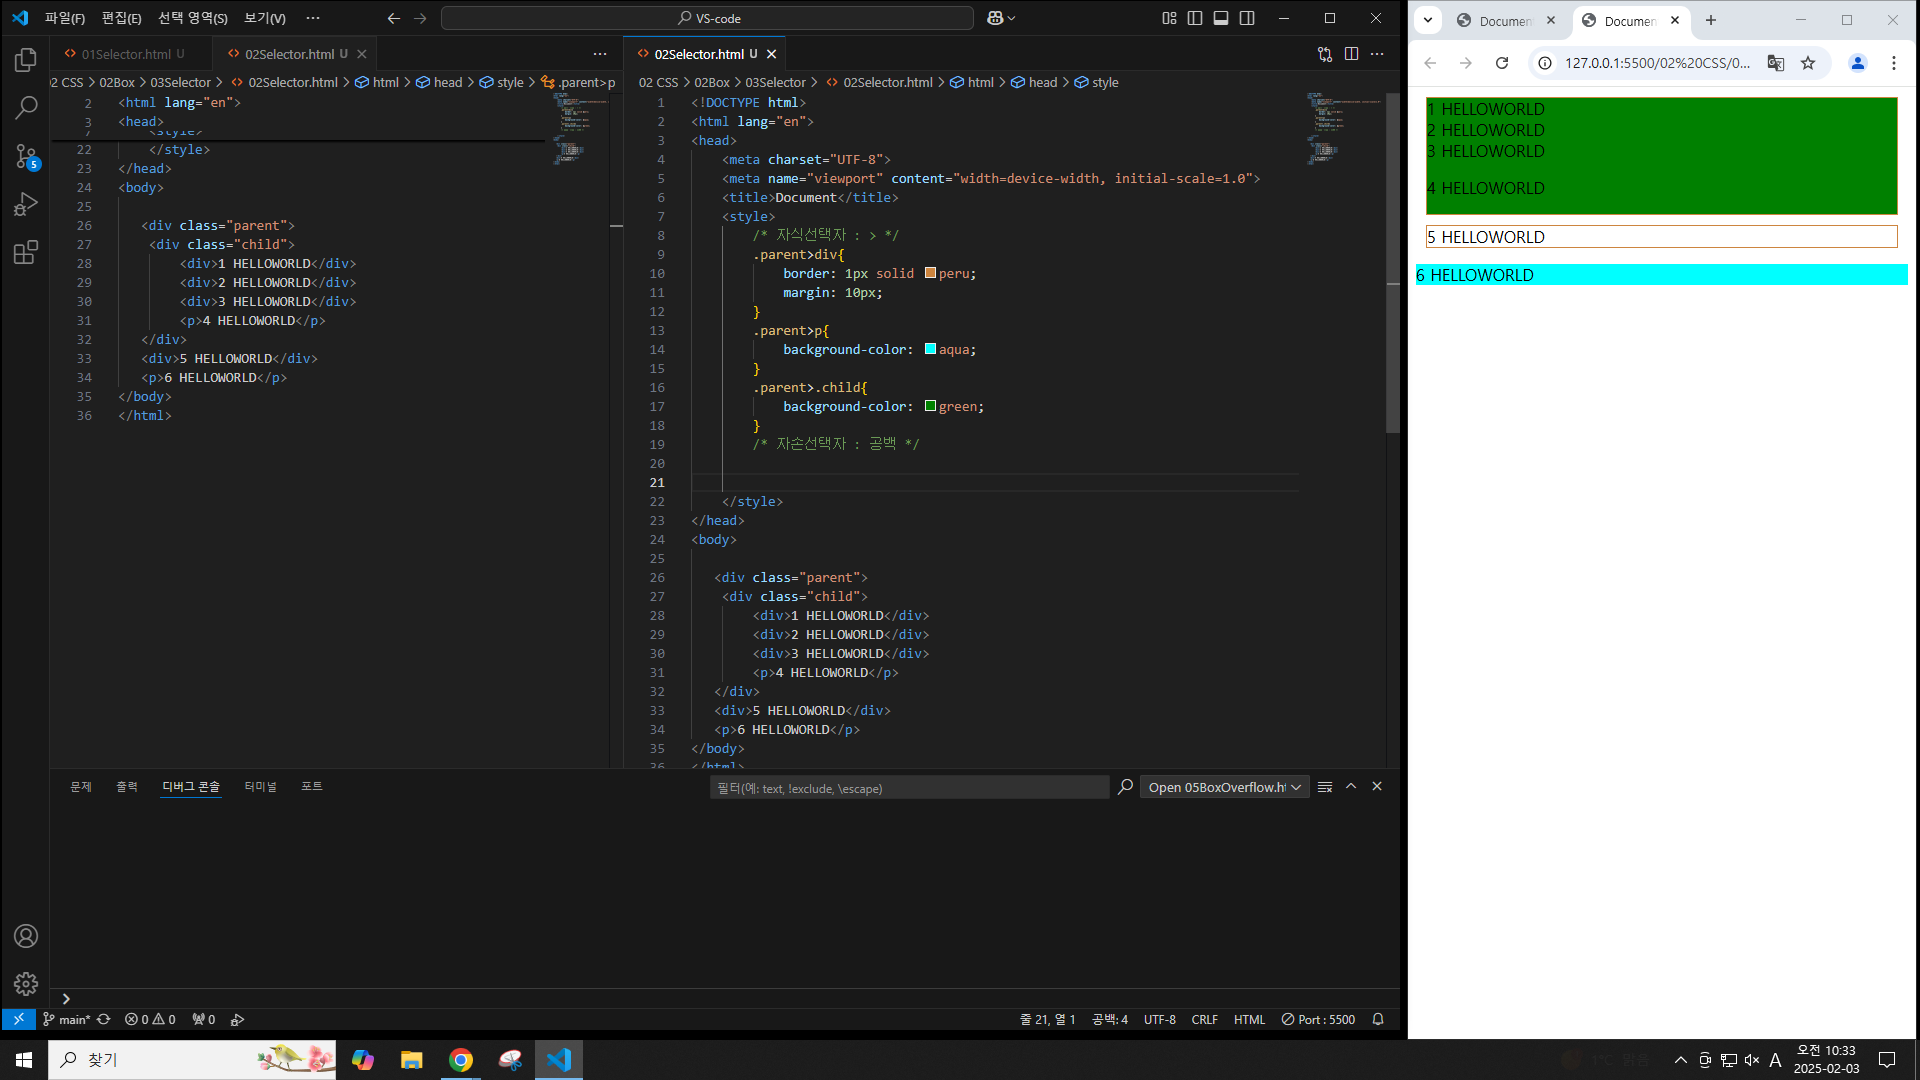 파일(F) 편집(E) 선택 영역(S) 보기(V) ··· VS-code
01Selector.html U 02Selector.html U
02 CSS > 02Box > 03Selector > 02Selector.html > html > head > style > .parent>p
2 <html lang="en">
3 <head>
7 <style>
22 </style>
23 </head>
24 <body>
25
26 <div class="parent">
27 <div class="child">
28 <div>1 HELLOWORLD</div>
29 <div>2 HELLOWORLD</div>
30 <div>3 HELLOWORLD</div>
31 <p>4 HELLOWORLD</p>
32 </div>
33 <div>5 HELLOWORLD</div>
34 <p>6 HELLOWORLD</p>
35 </body>
36 </html>
02Selector.html U
02 CSS > 02Box > 03Selector > 02Selector.html > html > head > style
1 <!DOCTYPE html>
2 <html lang="en">
3 <head>
4 <meta charset="UTF-8">
5 <meta name="viewport" content="width=device-width, initial-scale=1.0">
6 <title>Document</title>
7 <style>
8 /* 자식선택자 : > */
9 .parent>div{
10 border: 1px solid peru;
11 margin: 10px;
12 }
13 .parent>p{
14 background-color: aqua;
15 }
16 .parent>.child{
17 background-color: green;
18 }
19 /* 자손선택자 : 공백 */
20
21
22 </style>
23 </head>
24 <body>
25
26 <div class="parent">
27 <div class="child">
28 <div>1 HELLOWORLD</div>
29 <div>2 HELLOWORLD</div>
30 <div>3 HELLOWORLD</div>
31 <p>4 HELLOWORLD</p>
32 </div>
33 <div>5 HELLOWORLD</div>
34 <p>6 HELLOWORLD</p>
35 </body>
36 </html>
문제 출력 디버그 콘솔 터미널 포트 필터(예: text, !exclude, \escape) Open 05BoxOverflow.ht
main* 0 0 0 줄 21, 열 1 공백: 4 UTF-8 CRLF HTML Port : 5500
Documen Documen
127.0.0.1:5500/02%20CSS/0...
1 HELLOWORLD
2 HELLOWORLD
3 HELLOWORLD
4 HELLOWORLD
5 HELLOWORLD
6 HELLOWORLD
찾기
1°C 맑음
A
오전 10:33
2025-02-03
5